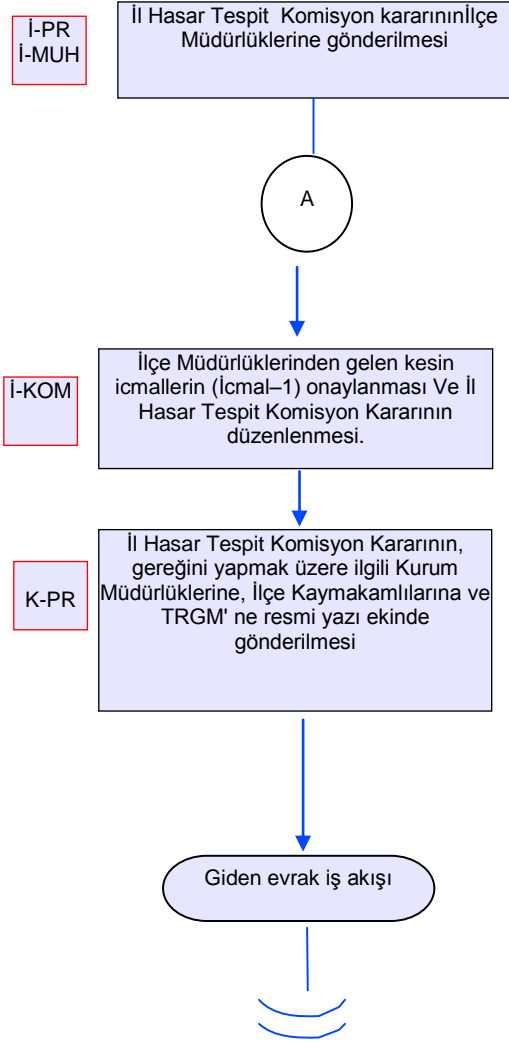 İ-PR
İ-MUH
İl Hasar Tespit  Komisyon kararınınİlçe
Müdürlüklerine gönderilmesi
A
İ-KOM
İlçe Müdürlüklerinden gelen kesin
icmallerin (İcmal–1) onaylanması Ve İl
Hasar Tespit Komisyon Kararının
düzenlenmesi.
K-PR
İl Hasar Tespit Komisyon Kararının,
gereğini yapmak üzere ilgili Kurum
Müdürlüklerine, İlçe Kaymakamlılarına ve
TRGM' ne resmi yazı ekinde
gönderilmesi
Giden evrak iş akışı